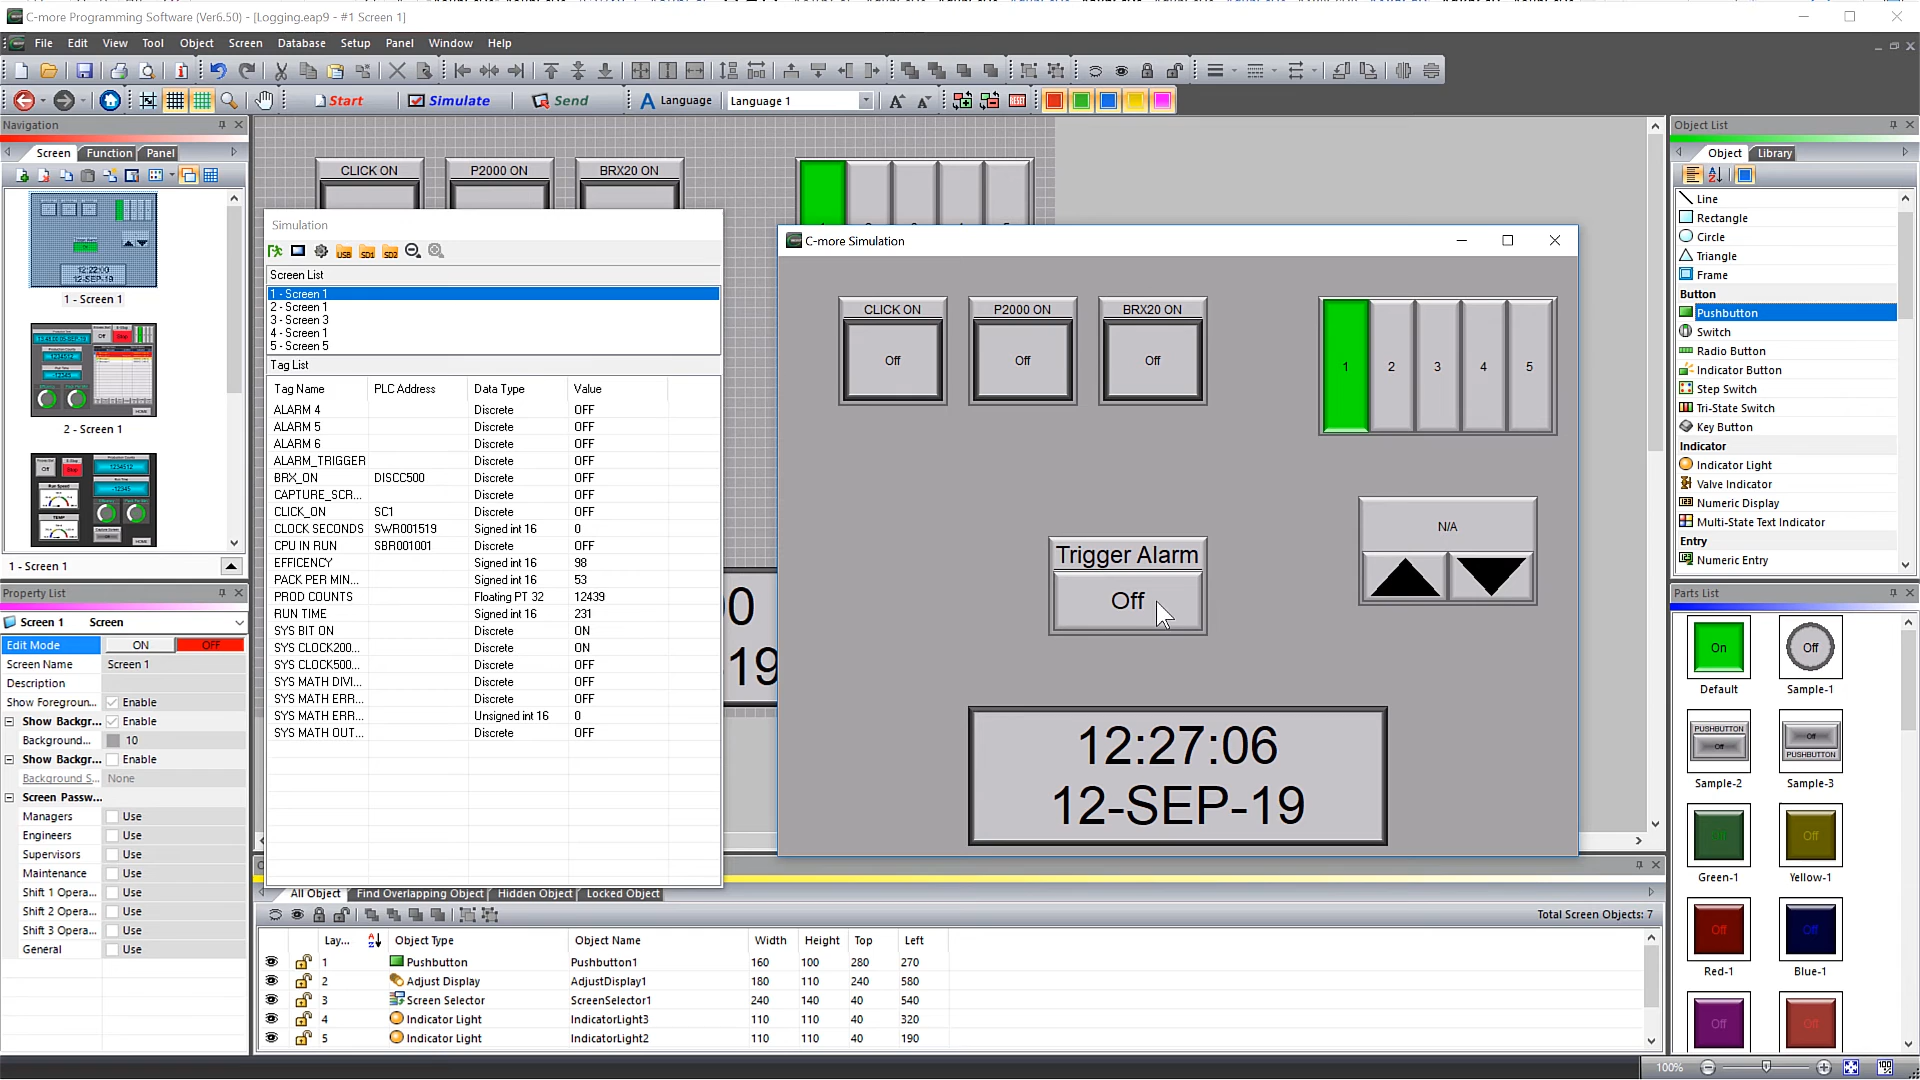 C-more Programming Software (Ver6.50) - [Logging.eap9 - #1 Screen 1]
File Edit View Tool Object Screen Database Setup Panel Window Help
Start Simulate Send Language Language 1
Navigation
Screen Function Panel
12:22:00
12-SEP-19
1 - Screen 1
2 - Screen 1
1 - Screen 1
Property List
Screen 1 Screen
Edit Mode ON OFF
Screen Name Screen 1
Description
Show Foregroun... Enable
Show Backgr... Enable
Background... 10
Show Backgr... Enable
Background S... None
Screen Passw...
Managers Use
Engineers Use
Supervisors Use
Maintenance Use
Shift 1 Opera... Use
Shift 2 Opera... Use
Shift 3 Opera... Use
General Use
CLICK ON P2000 ON BRX20 ON
Simulation
USB SD1 SD2
Screen List
1 - Screen 1
2 - Screen 1
3 - Screen 3
4 - Screen 1
5 - Screen 5
Tag List
Tag Name PLC Address Data Type Value
ALARM 4 Discrete OFF
ALARM 5 Discrete OFF
ALARM 6 Discrete OFF
ALARM_TRIGGER Discrete OFF
BRX_ON DISCC500 Discrete OFF
CAPTURE_SCR... Discrete OFF
CLICK_ON SC1 Discrete OFF
CLOCK SECONDS SWR001519 Signed int 16 0
CPU IN RUN SBR001001 Discrete OFF
EFFICENCY Signed int 16 98
PACK PER MIN... Signed int 16 53
PROD COUNTS Floating PT 32 12439
RUN TIME Signed int 16 231
SYS BIT ON Discrete ON
SYS CLOCK200... Discrete ON
SYS CLOCK500... Discrete OFF
SYS MATH DIVI... Discrete OFF
SYS MATH ERR... Discrete OFF
SYS MATH ERR... Unsigned int 16 0
SYS MATH OUT... Discrete OFF
C-more Simulation
CLICK ON P2000 ON BRX20 ON
Off Off Off
1 2 3 4 5
N/A
Trigger Alarm
Off
12:27:06
12-SEP-19
All Object Find Overlapping Object Hidden Object Locked Object
Total Screen Objects: 7
Lay... Object Type Object Name Width Height Top Left
1 Pushbutton Pushbutton1 160 100 280 270
2 Adjust Display AdjustDisplay1 180 110 240 580
3 Screen Selector ScreenSelector1 240 140 40 540
4 Indicator Light IndicatorLight3 110 110 40 320
5 Indicator Light IndicatorLight2 110 110 40 190
Object List
Object Library
Line
Rectangle
Circle
Triangle
Frame
Button
Pushbutton
Switch
Radio Button
Indicator Button
Step Switch
Tri-State Switch
Key Button
Indicator
Indicator Light
Valve Indicator
Numeric Display
Multi-State Text Indicator
Entry
Numeric Entry
Parts List
On Off
Default Sample-1
PUSHBUTTON Off Off PUSHBUTTON
Sample-2 Sample-3
Off Off
Green-1 Yellow-1
Off Off
Red-1 Blue-1
Off Off
100%